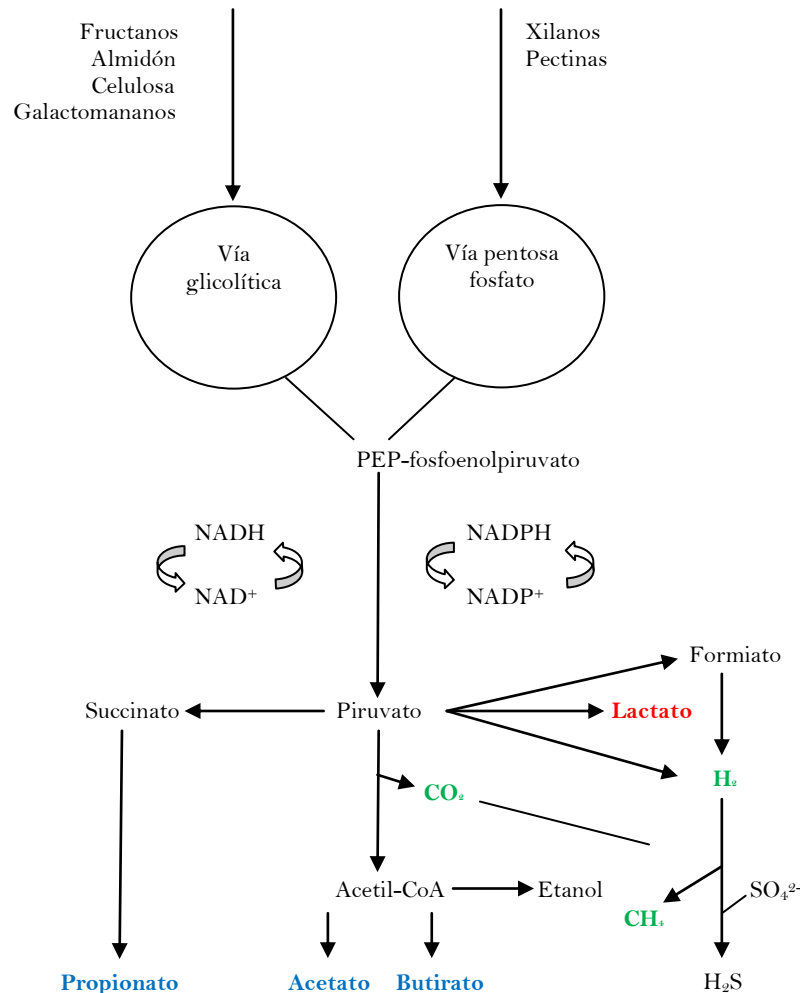 Fructanos
Almidón
Celulosa
Galactomananos
Xilanos
Pectinas
Vía
glicolítica
Vía pentosa
fosfato
PEP-fosfoenolpiruvato
NADH
NAD⁺
NADPH
NADP⁺
Formiato
Succinato
Piruvato
Lactato
H₂
CO₂
Acetil-CoA
Etanol
CH₄
SO₄²⁻
Propionato
Acetato
Butirato
H₂S